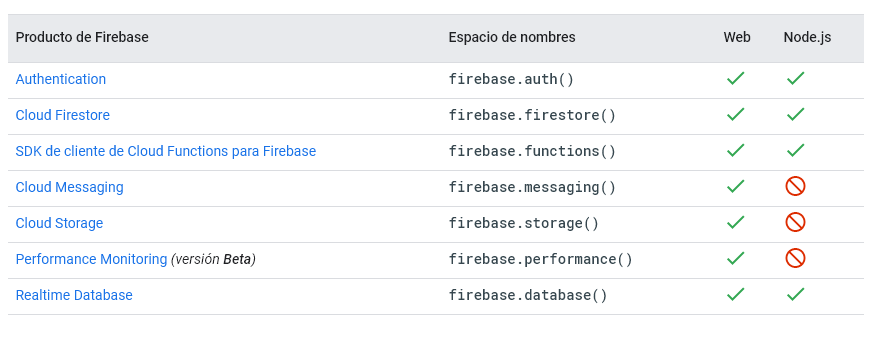 Producto de Firebase Espacio de nombres Web Node.js
Authentication firebase.auth()
Cloud Firestore firebase.firestore()
SDK de cliente de Cloud Functions para Firebase firebase.functions()
Cloud Messaging firebase.messaging()
Cloud Storage firebase.storage()
Performance Monitoring (versión Beta) firebase.performance()
Realtime Database firebase.database()